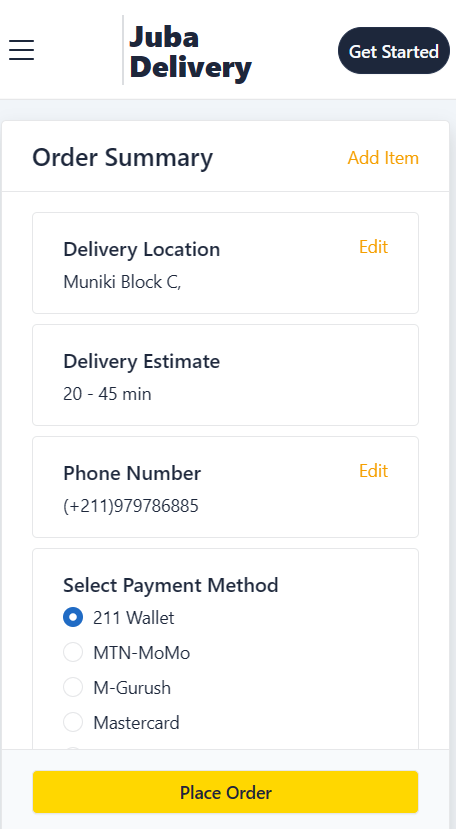 Juba
Delivery
Get Started
Order Summary
Add Item
Delivery Location
Edit
Muniki Block C,
Delivery Estimate
20 - 45 min
Phone Number
Edit
(+211)979786885
Select Payment Method
211 Wallet
MTN-MoMo
M-Gurush
Mastercard
Place Order